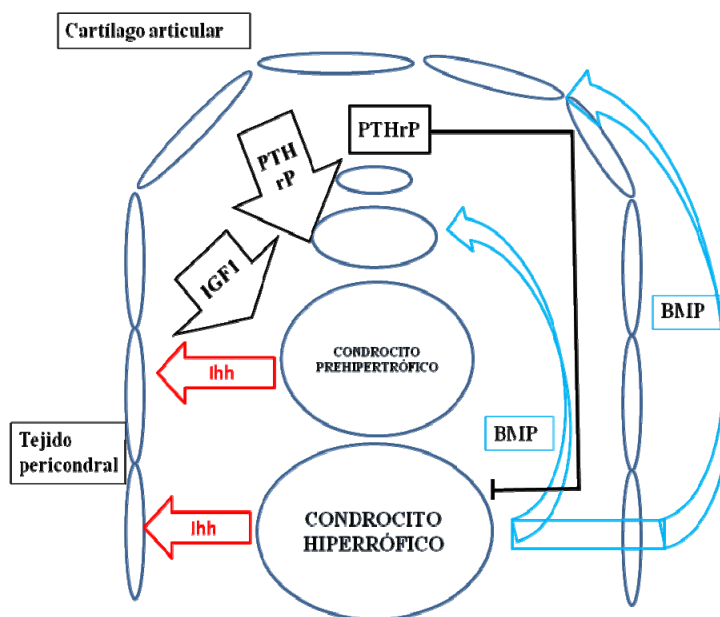 Cartílago articular
PTHrP
PTH
rP
IGF1
BMP
CONDROCITO
PREHIPERTRÓFICO
Ihh
BMP
Tejido
pericondral
Ihh
CONDROCITO
HIPERRÓFICO